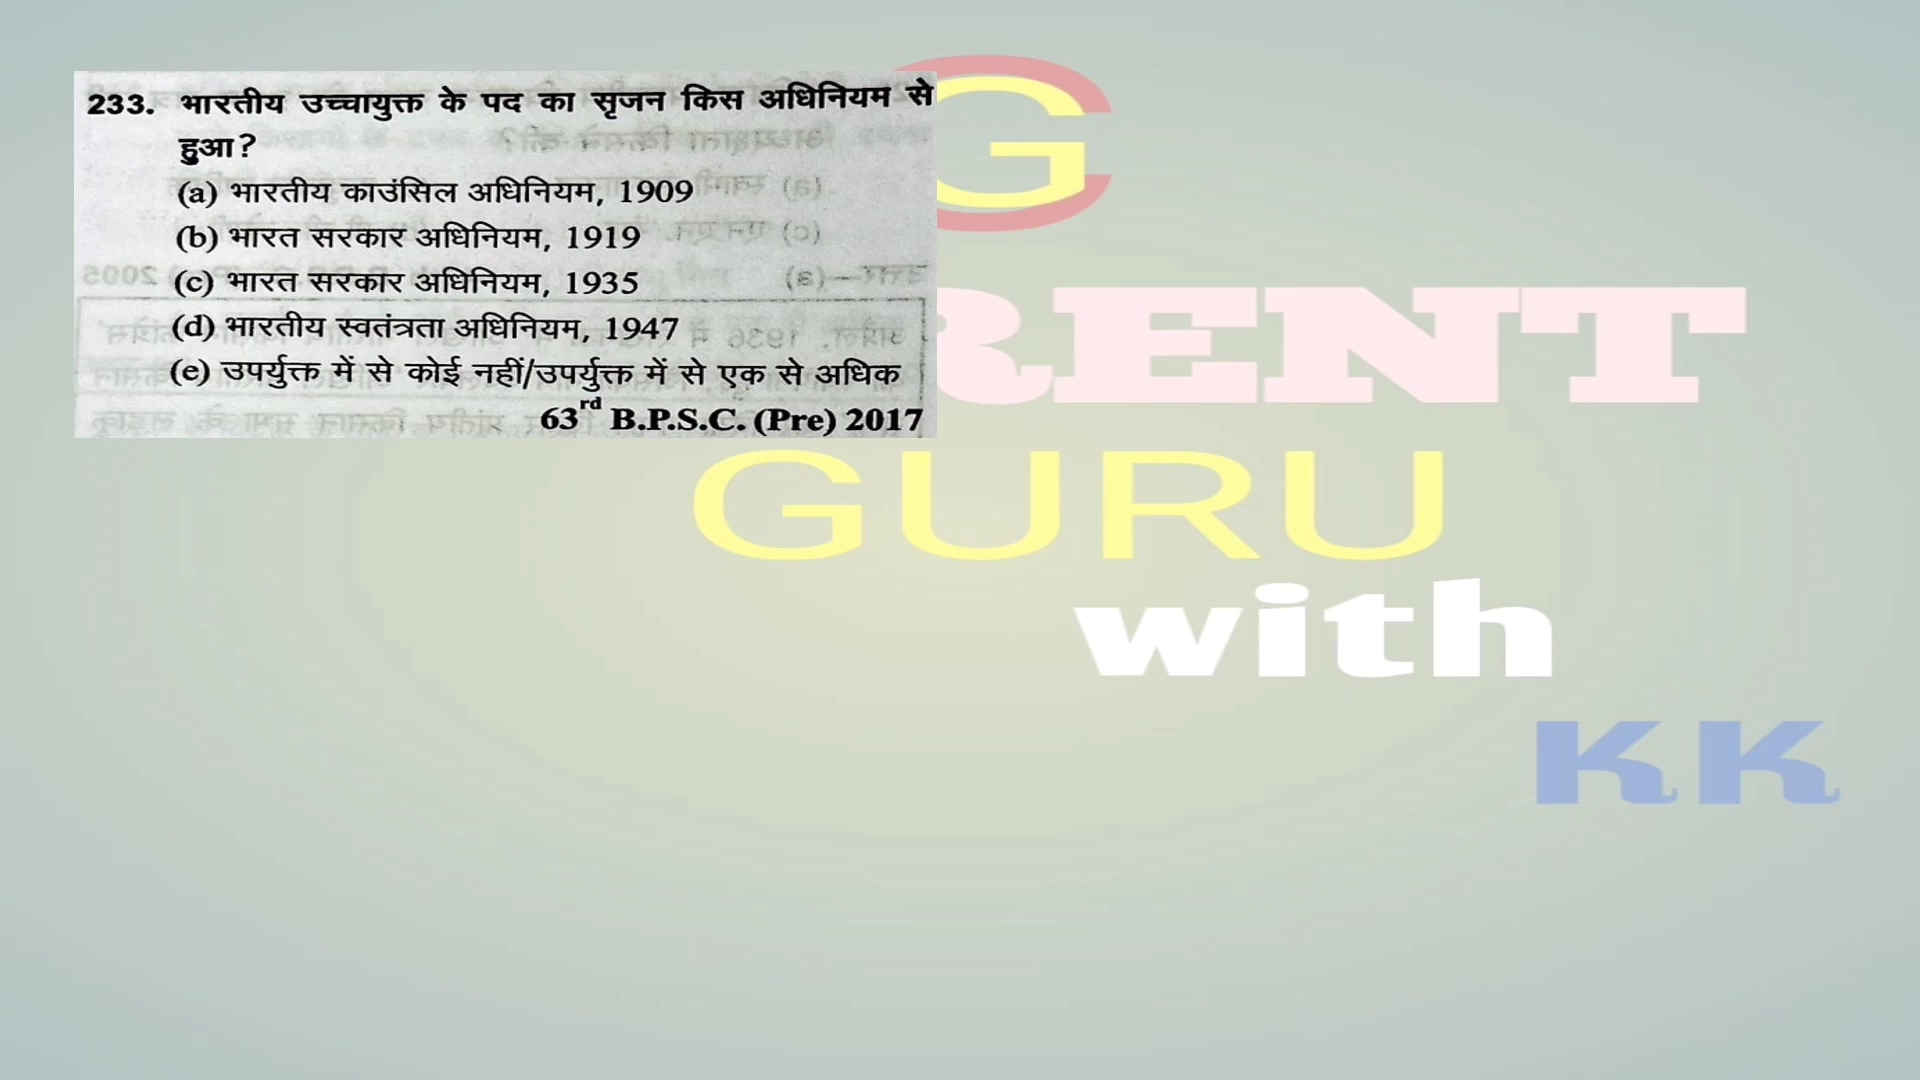 233. भारतीय उच्चायुक्त के पद का सृजन किस अधिनियम से
हुआ?
(a) भारतीय काउंसिल अधिनियम, 1909
(b) भारत सरकार अधिनियम, 1919
(c) भारत सरकार अधिनियम, 1935
(d) भारतीय स्वतंत्रता अधिनियम, 1947
(e) उपर्युक्त में से कोई नहीं/उपर्युक्त में से एक से अधिक
63rd B.P.S.C. (Pre) 2017
G
RENT
GURU
with
KK